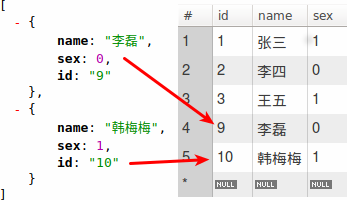 [
- {
name: "李磊",
sex: 0,
id: "9"
},
- {
name: "韩梅梅",
sex: 1,
id: "10"
}
]
# id name sex
1 1 张三 1
2 2 李四 0
3 3 王五 1
4 9 李磊 0
5 10 韩梅梅 1
* NULL NULL NULL